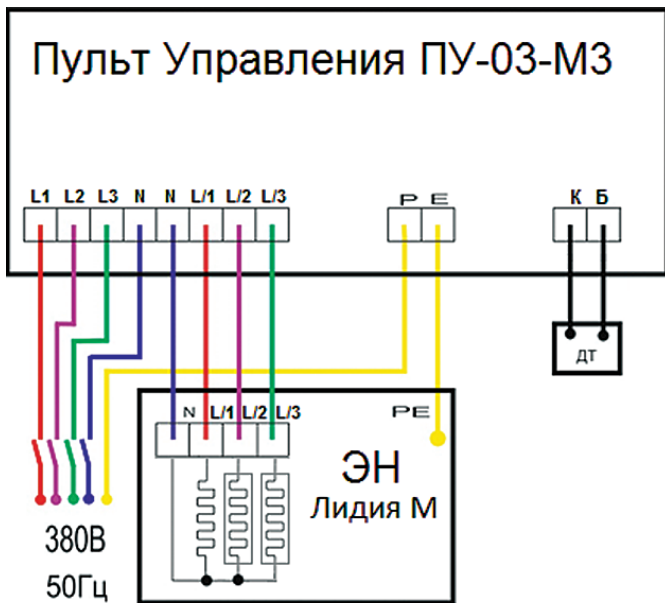 Пульт Управления ПУ-03-М3
L1 L2 L3 N N L/1 L/2 L/3 P E К Б
ДТ
N L/1 L/2 L/3 PE
ЭН
Лидия М
380В
50Гц